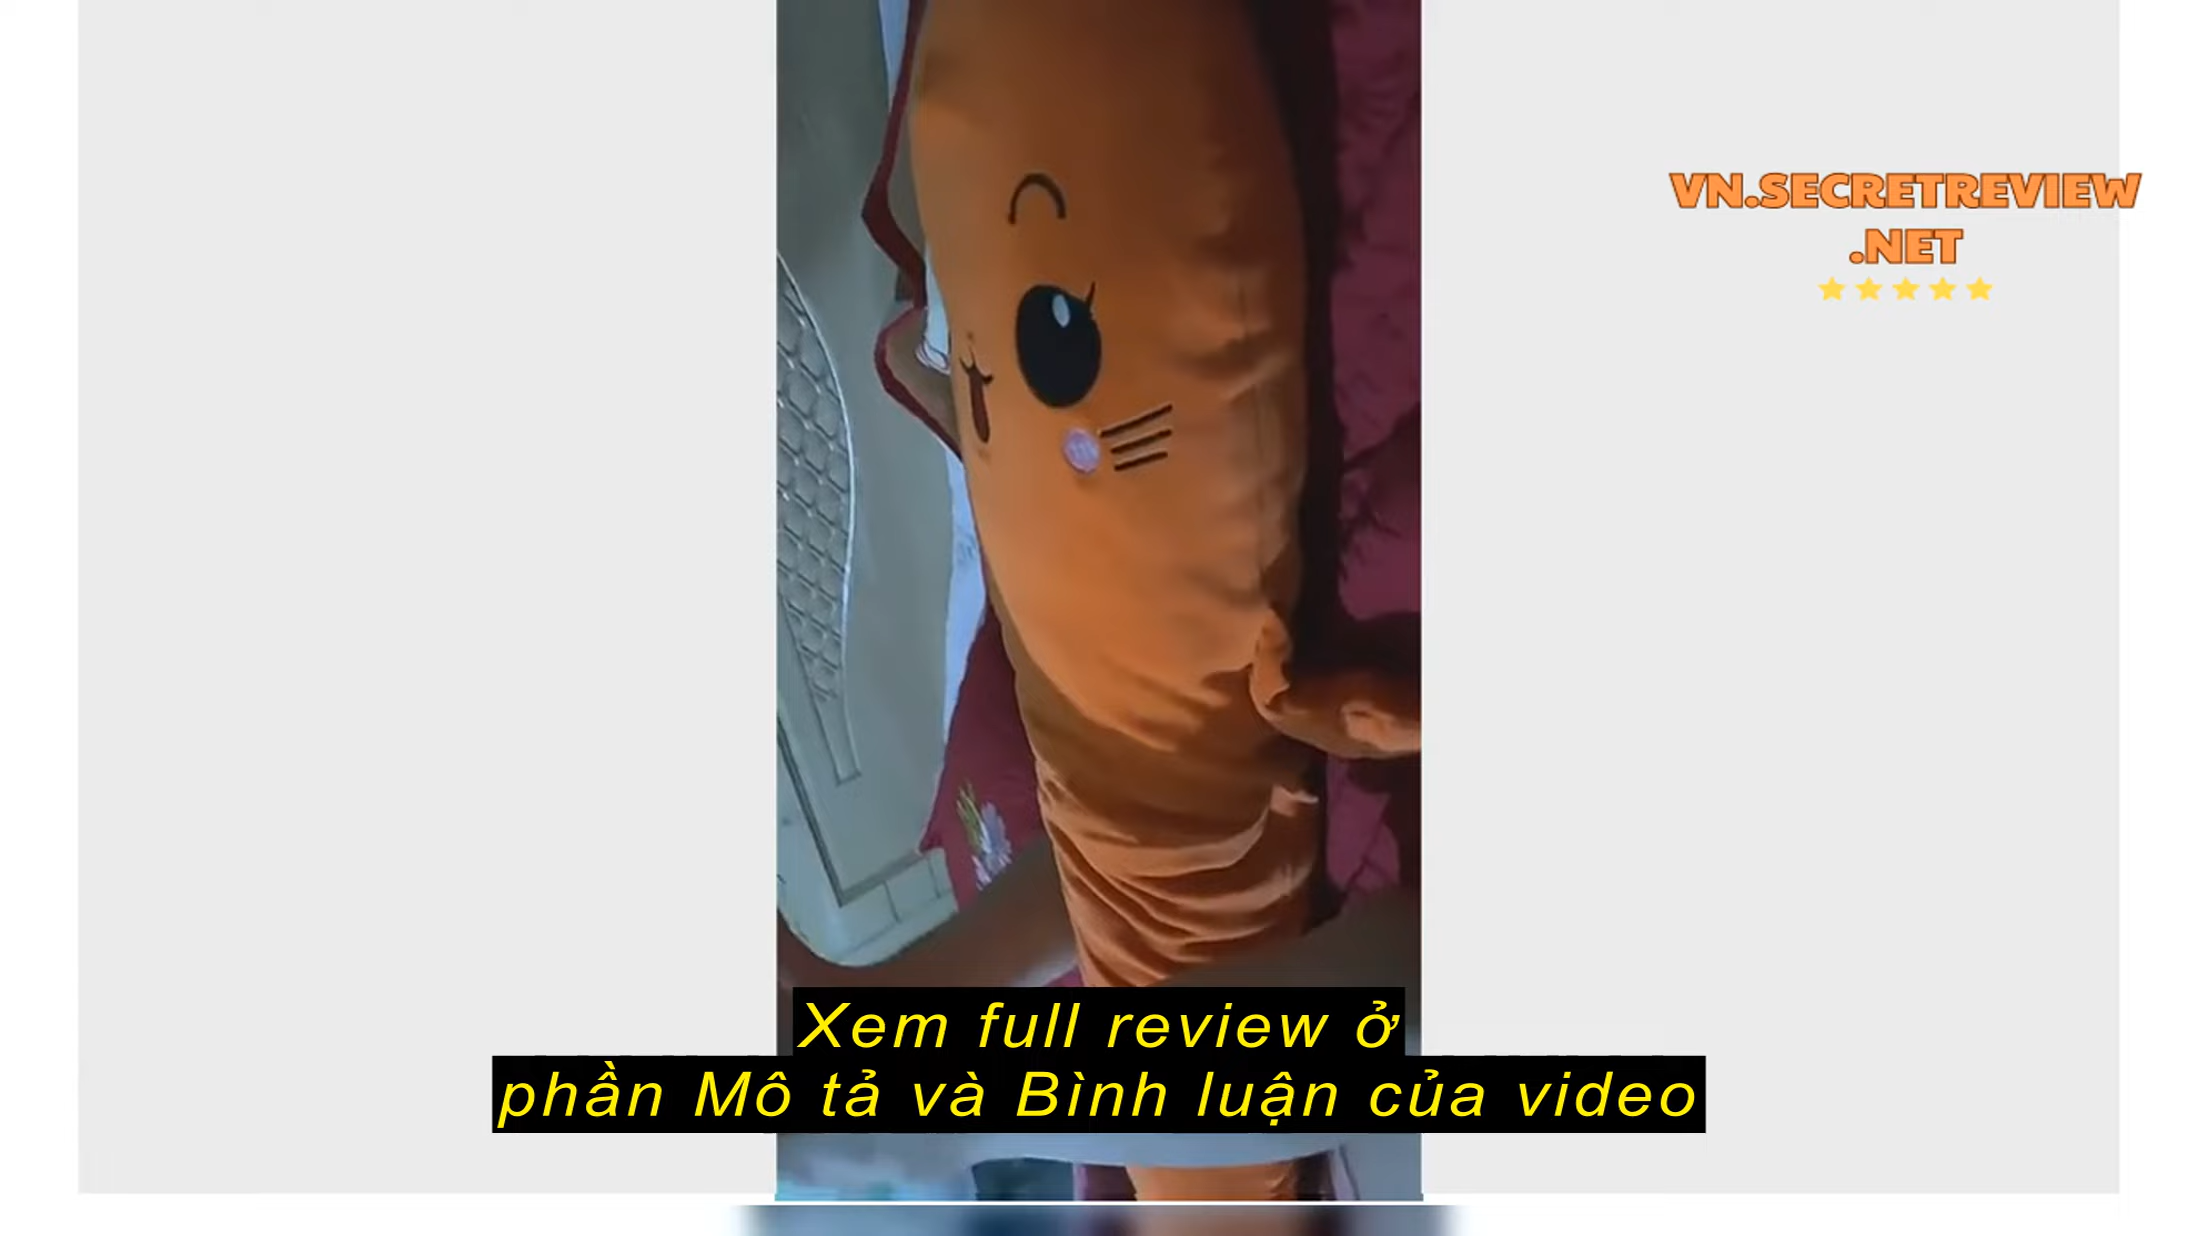 VN.SECRETREVIEW
.NET
Xem full review ở
phần Mô tả và Bình luận của video